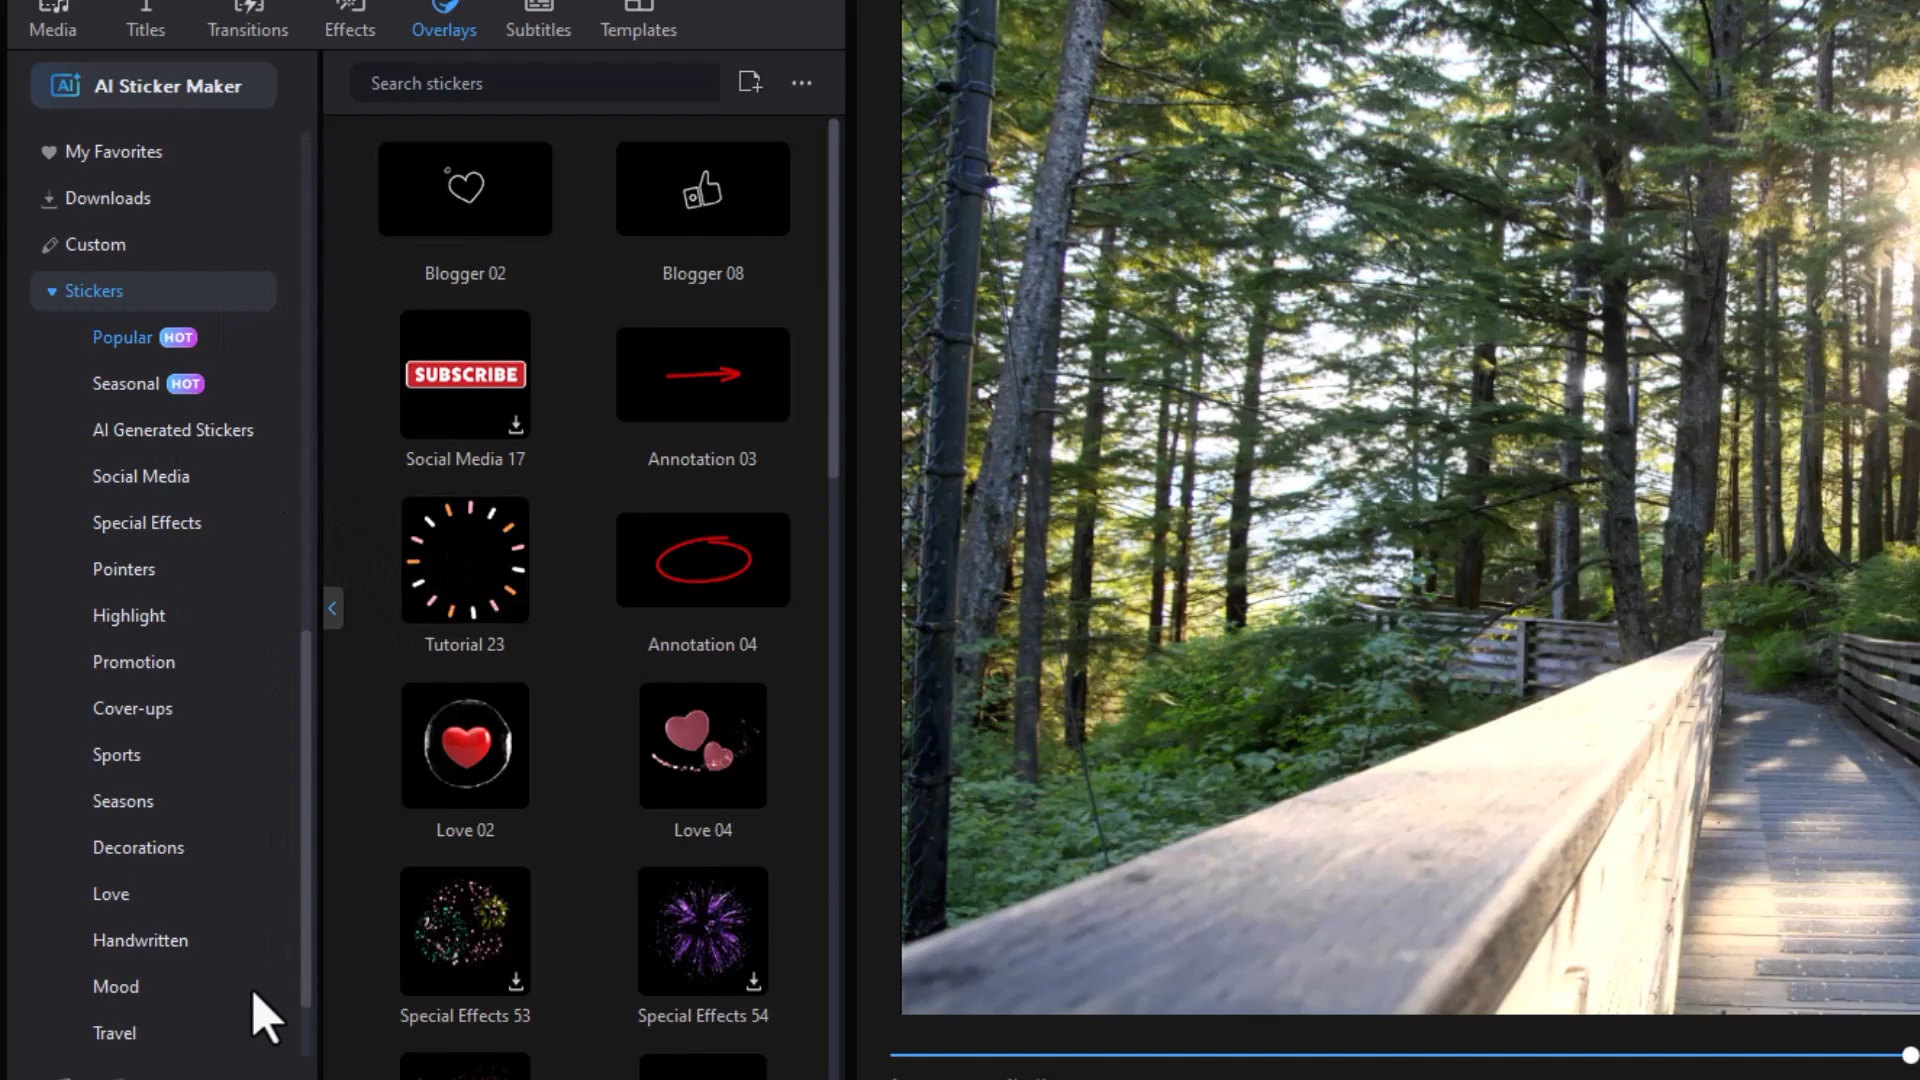 Media Titles Transitions Effects Overlays Subtitles Templates
AI AI Sticker Maker
Search stickers
My Favorites
Downloads
Custom
Stickers
Popular HOT
Seasonal HOT
AI Generated Stickers
Social Media
Special Effects
Pointers
Highlight
Promotion
Cover-ups
Sports
Seasons
Decorations
Love
Handwritten
Mood
Travel
Blogger 02 Blogger 08
SUBSCRIBE
Social Media 17 Annotation 03
Tutorial 23 Annotation 04
Love 02 Love 04
Special Effects 53 Special Effects 54